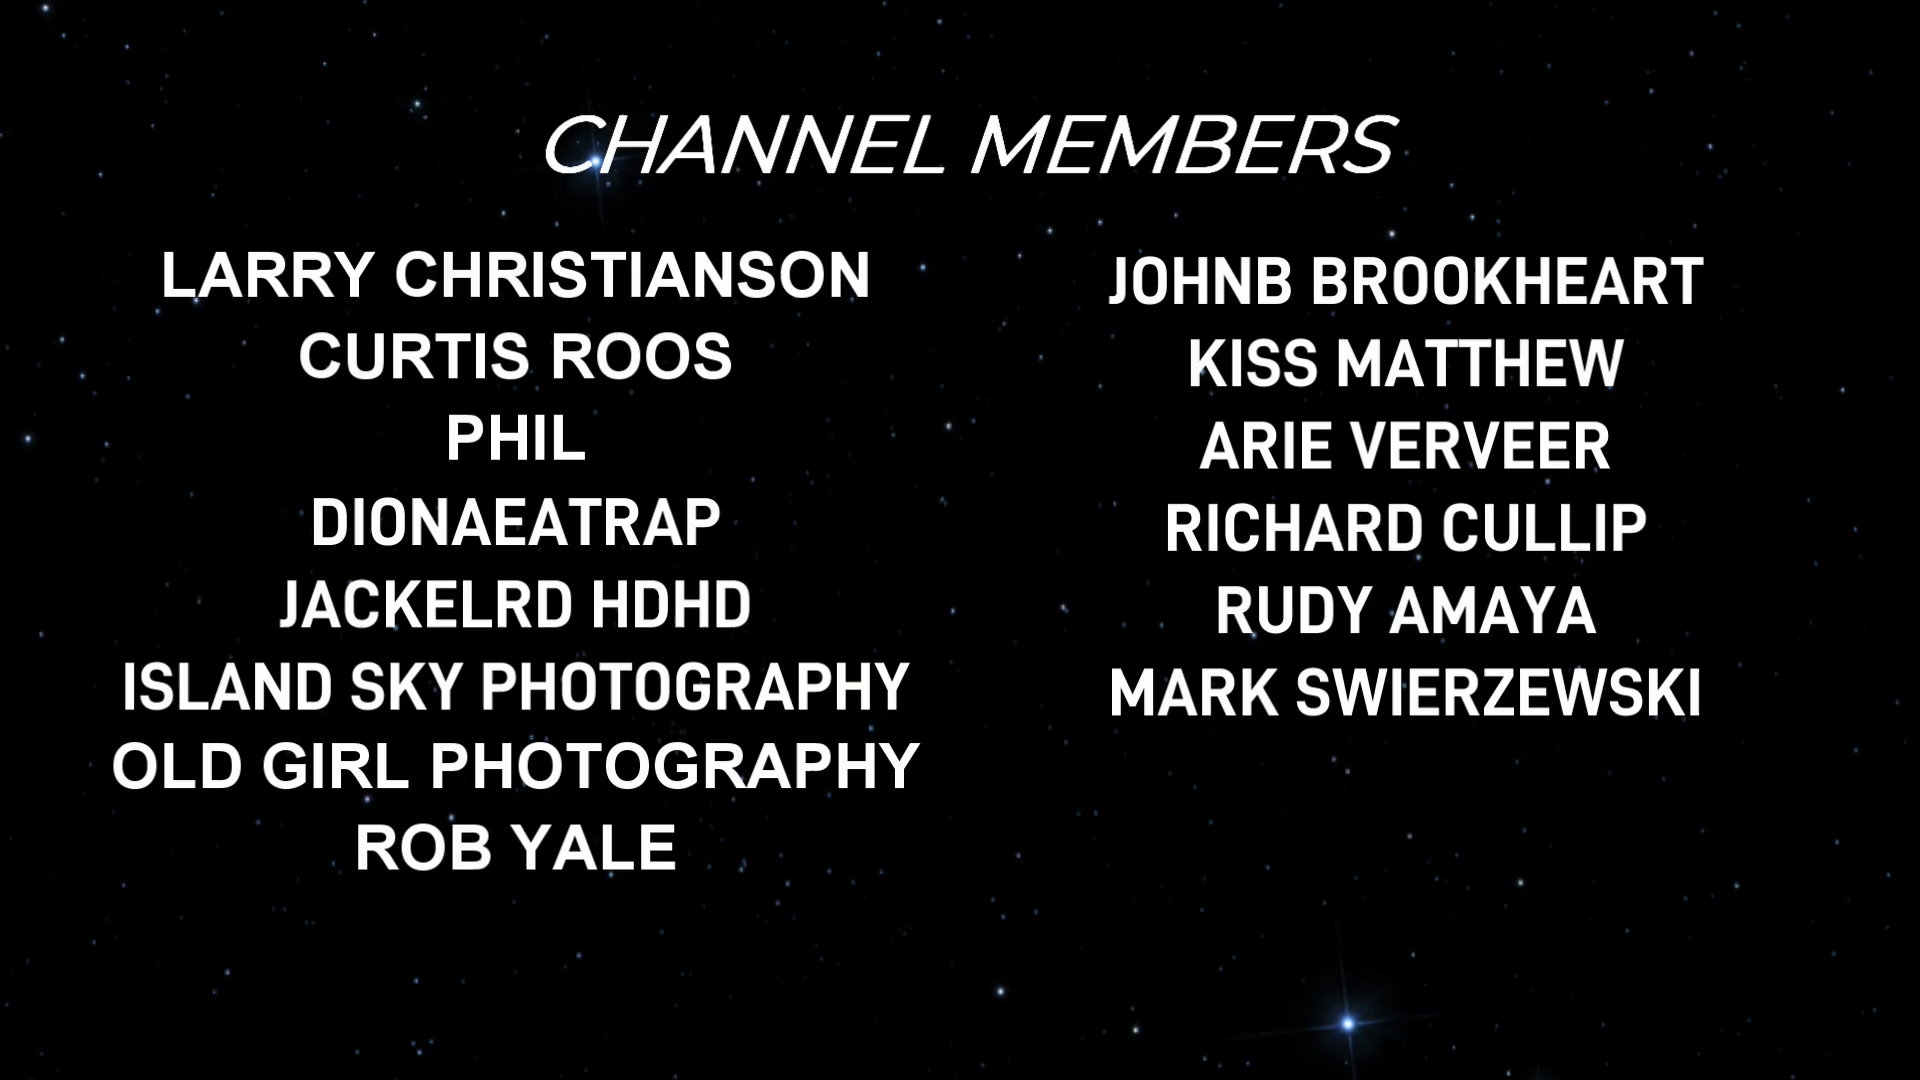 CHANNEL MEMBERS
LARRY CHRISTIANSON
CURTIS ROOS
PHIL
DIONAEATRAP
JACKELRD HDHD
ISLAND SKY PHOTOGRAPHY
OLD GIRL PHOTOGRAPHY
ROB YALE
JOHNB BROOKHEART
KISS MATTHEW
ARIE VERVEER
RICHARD CULLIP
RUDY AMAYA
MARK SWIERZEWSKI